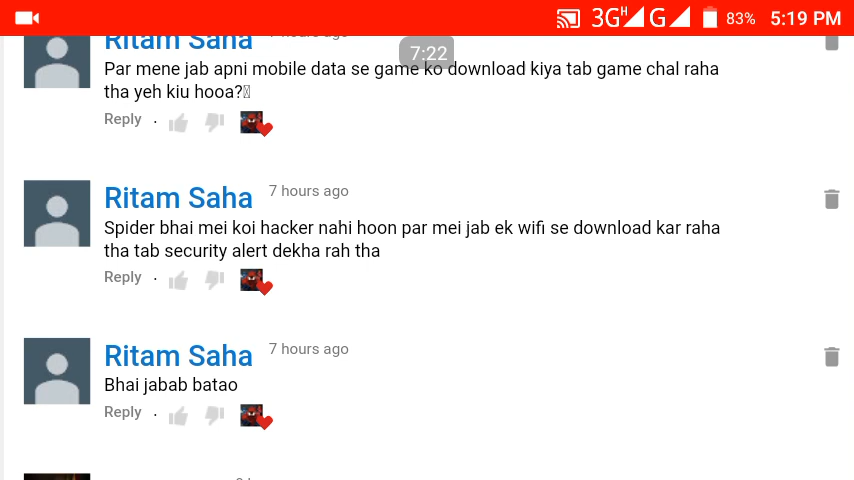 3G H G 83% 5:19 PM
Ritam Saha 7 hours ago
7:22
Par mene jab apni mobile data se game ko download kiya tab game chal raha
tha yeh kiu hooa?
Reply .
Ritam Saha 7 hours ago
Spider bhai mei koi hacker nahi hoon par mei jab ek wifi se download kar raha
tha tab security alert dekha rah tha
Reply .
Ritam Saha 7 hours ago
Bhai jabab batao
Reply .